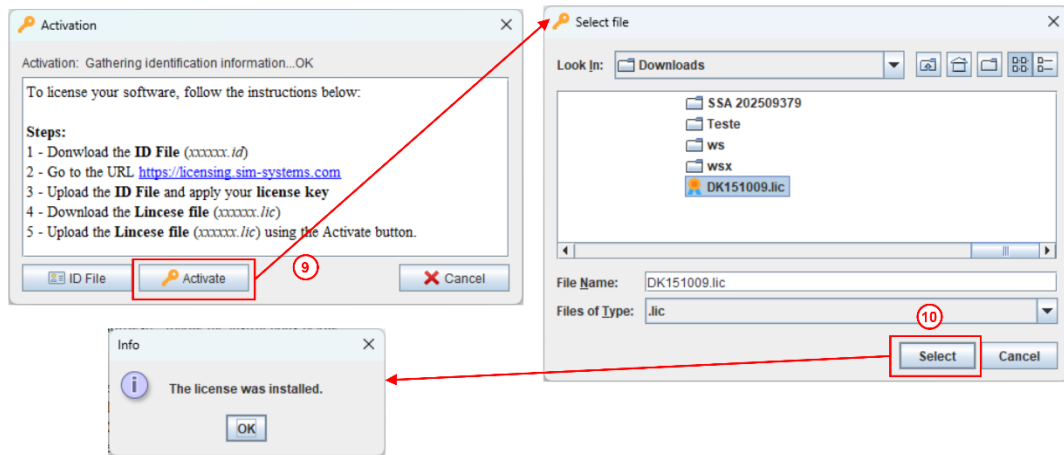 Activation
Activation: Gathering identification information...OK
To license your software, follow the instructions below:
Steps:
1 - Donwload the ID File (xxxxxx.id)
2 - Go to the URL https://licensing.sim-systems.com
3 - Upload the ID File and apply your license key
4 - Download the Lincese file (xxxxxx.lic)
5 - Upload the Lincese file (xxxxxx.lic) using the Activate button.
ID File
Activate
9
Cancel
Select file
Look In:
Downloads
SSA 202509379
Teste
ws
wsx
DK151009.lic
File Name: DK151009.lic
Files of Type: .lic
10
Select
Cancel
Info
The license was installed.
OK